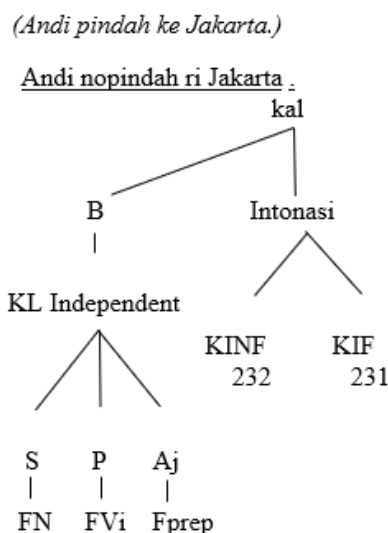 (Andi pindah ke Jakarta.)
Andi nopindah ri Jakarta .
kal
B Intonasi
KL Independent
KINF KIF
232 231
S P Aj
FN FVi Fprep